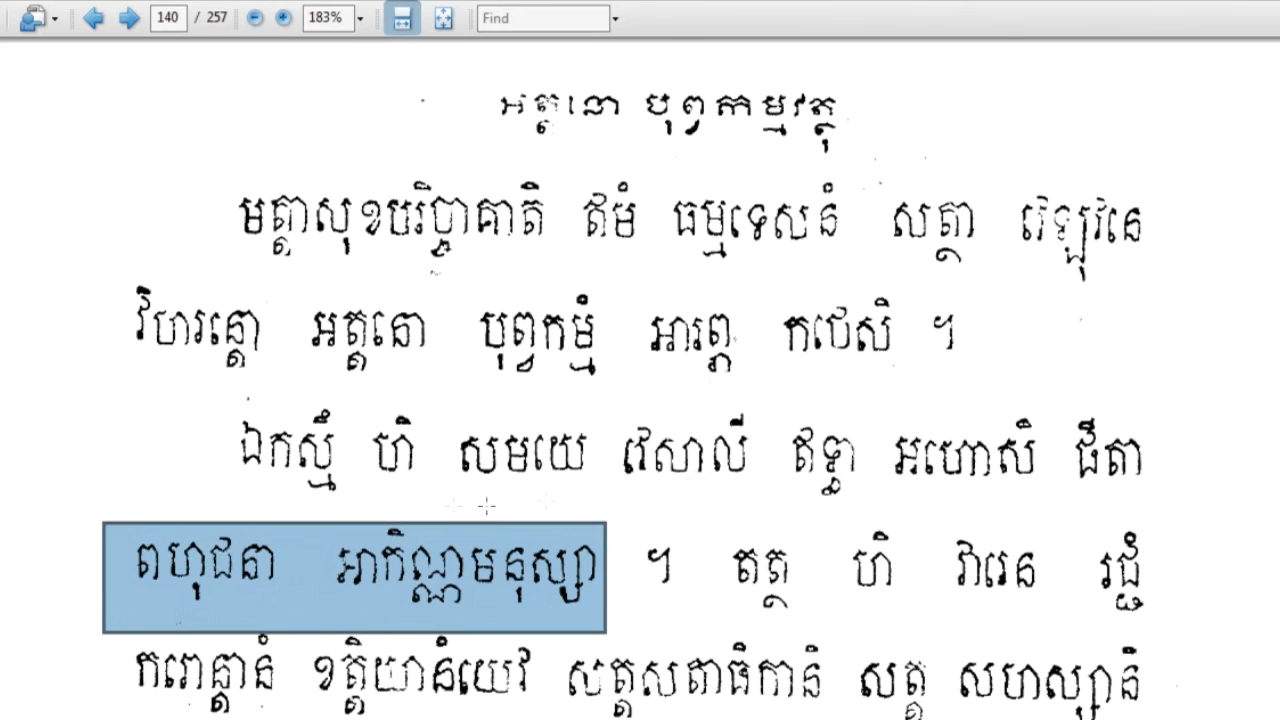 140 / 257 183% Find
អត្តនោ បុព្វកម្មវត្ថុ
មត្តាសុខបរិច្ចាគាតិ ឥមំ ធម្មទេសនំ សត្ថា វេឡុវនេ
វិហរន្តោ អត្តនោ បុព្វកម្មំ អារព្ភ កថេសិ ។
ឯកស្មឹ ហិ សមយេ វេសាលី ឥទ្ធា អហោសិ ផីតា
ពហុជនា អាកិណ្ណមនុស្សា ។ តត្ថ ហិ វារេន រជ្ជំ
ការោន្តានំ ខត្តិយានំយេវ សត្តសតាធិកានិ សត្ត សហស្សានិ